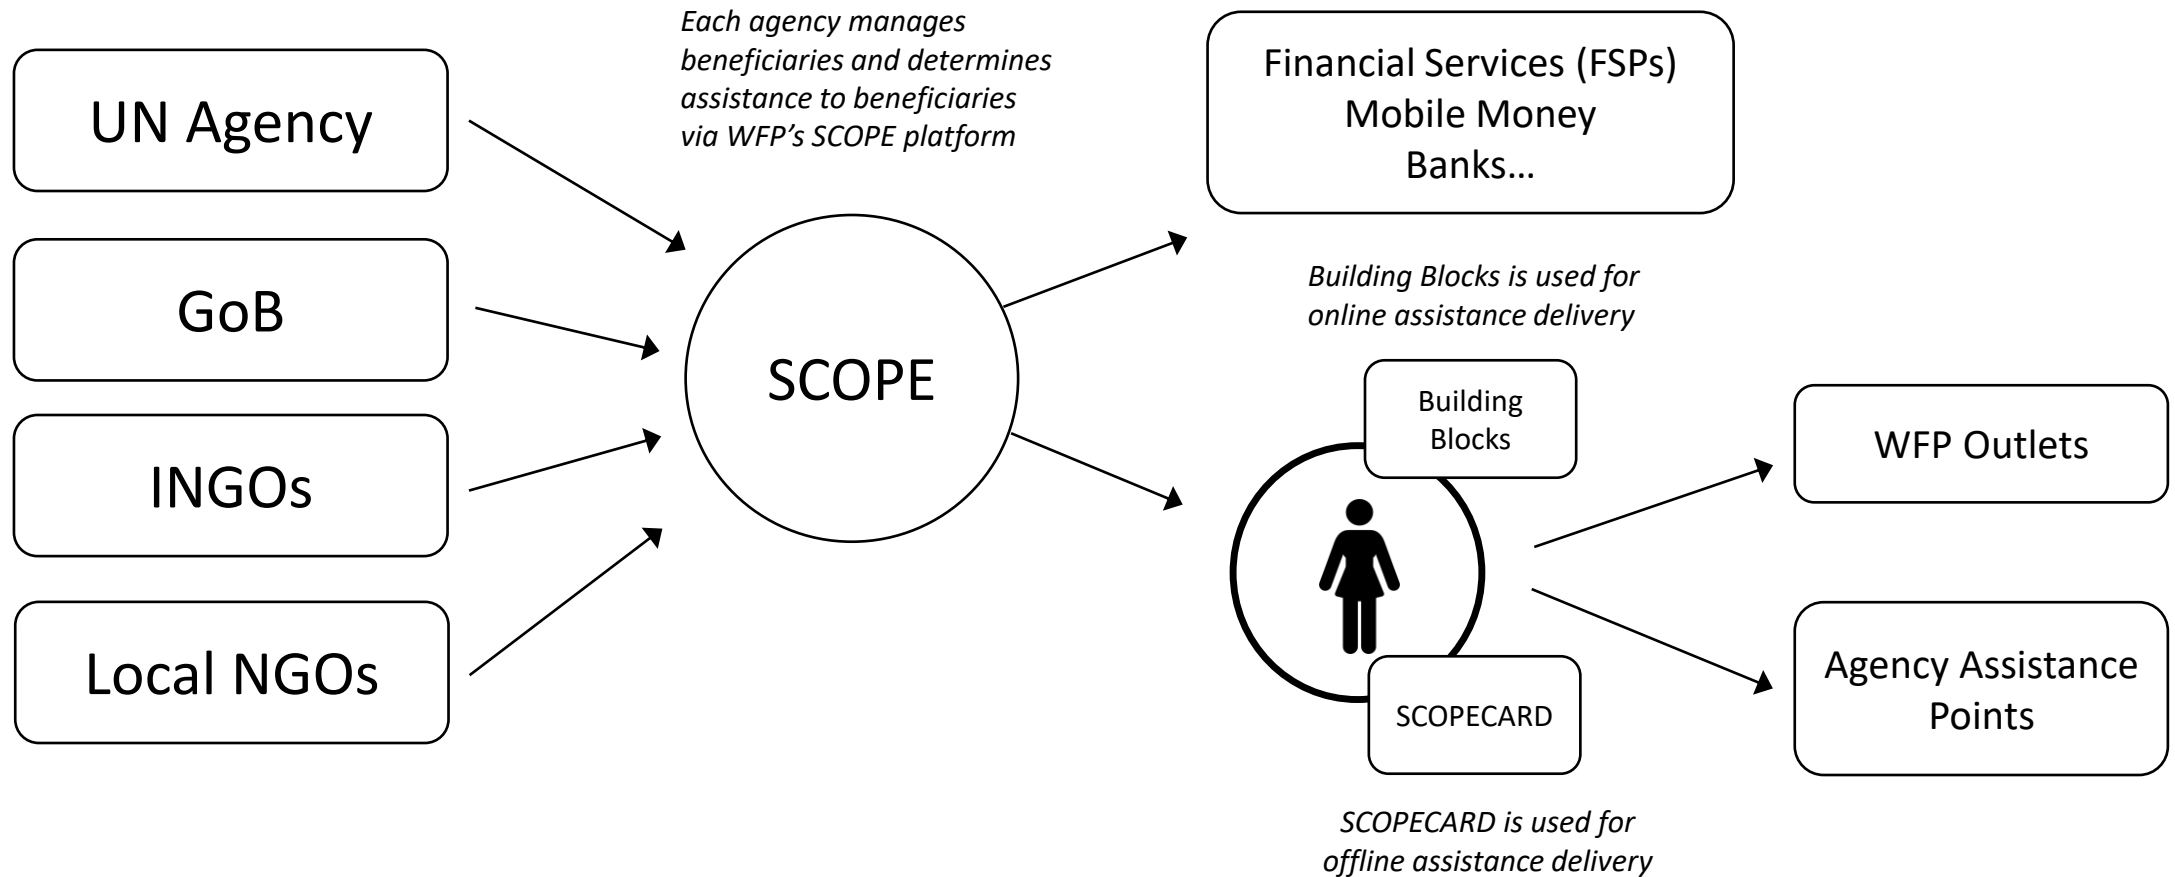 UN Agency
GoB
INGOs
Local NGOs
Each agency manages
beneficiaries and determines
assistance to beneficiaries
via WFP’s SCOPE platform
SCOPE
Financial Services (FSPs)
Mobile Money
Banks…
Building Blocks is used for
online assistance delivery
Building
Blocks
SCOPECARD
SCOPECARD is used for
offline assistance delivery
WFP Outlets
Agency Assistance
Points